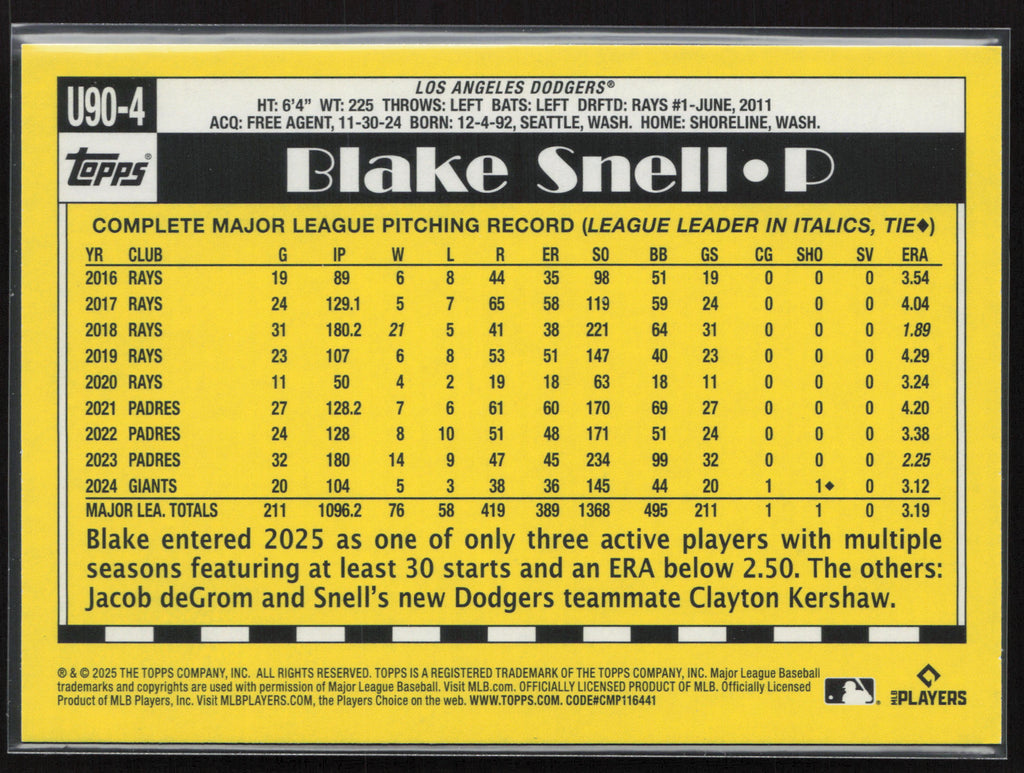 U90-4
LOS ANGELES DODGERS®
HT: 6'4" WT: 225 THROWS: LEFT BATS: LEFT DRFTD: RAYS #1-JUNE, 2011
ACQ: FREE AGENT, 11-30-24 BORN: 12-4-92, SEATTLE, WASH. HOME: SHORELINE, WASH.
TOPPS®
Blake Snell • P
COMPLETE MAJOR LEAGUE PITCHING RECORD (LEAGUE LEADER IN ITALICS, TIE♦)
YR CLUB G IP W L R ER SO BB GS CG SHO SV ERA
2016 RAYS 19 89 6 8 44 35 98 51 19 0 0 0 3.54
2017 RAYS 24 129.1 5 7 65 58 119 59 24 0 0 0 4.04
2018 RAYS 31 180.2 21 5 41 38 221 64 31 0 0 0 1.89
2019 RAYS 23 107 6 8 53 51 147 40 23 0 0 0 4.29
2020 RAYS 11 50 4 2 19 18 63 18 11 0 0 0 3.24
2021 PADRES 27 128.2 7 6 61 60 170 69 27 0 0 0 4.20
2022 PADRES 24 128 8 10 51 48 171 51 24 0 0 0 3.38
2023 PADRES 32 180 14 9 47 45 234 99 32 0 0 0 2.25
2024 GIANTS 20 104 5 3 38 36 145 44 20 1 1♦ 0 3.12
MAJOR LEA. TOTALS 211 1096.2 76 58 419 389 1368 495 211 1 1 0 3.19
Blake entered 2025 as one of only three active players with multiple
seasons featuring at least 30 starts and an ERA below 2.50. The others:
Jacob deGrom and Snell's new Dodgers teammate Clayton Kershaw.
® & © 2025 THE TOPPS COMPANY, INC. ALL RIGHTS RESERVED. TOPPS IS A REGISTERED TRADEMARK OF THE TOPPS COMPANY, INC. Major League Baseball
trademarks and copyrights are used with permission of Major League Baseball. Visit MLB.com. OFFICIALLY LICENSED PRODUCT OF MLB. Officially Licensed
Product of MLB Players, Inc. Visit MLBPLAYERS.COM, the Players Choice on the web. WWW.TOPPS.COM. CODE#CMP116441
MLB PLAYERS